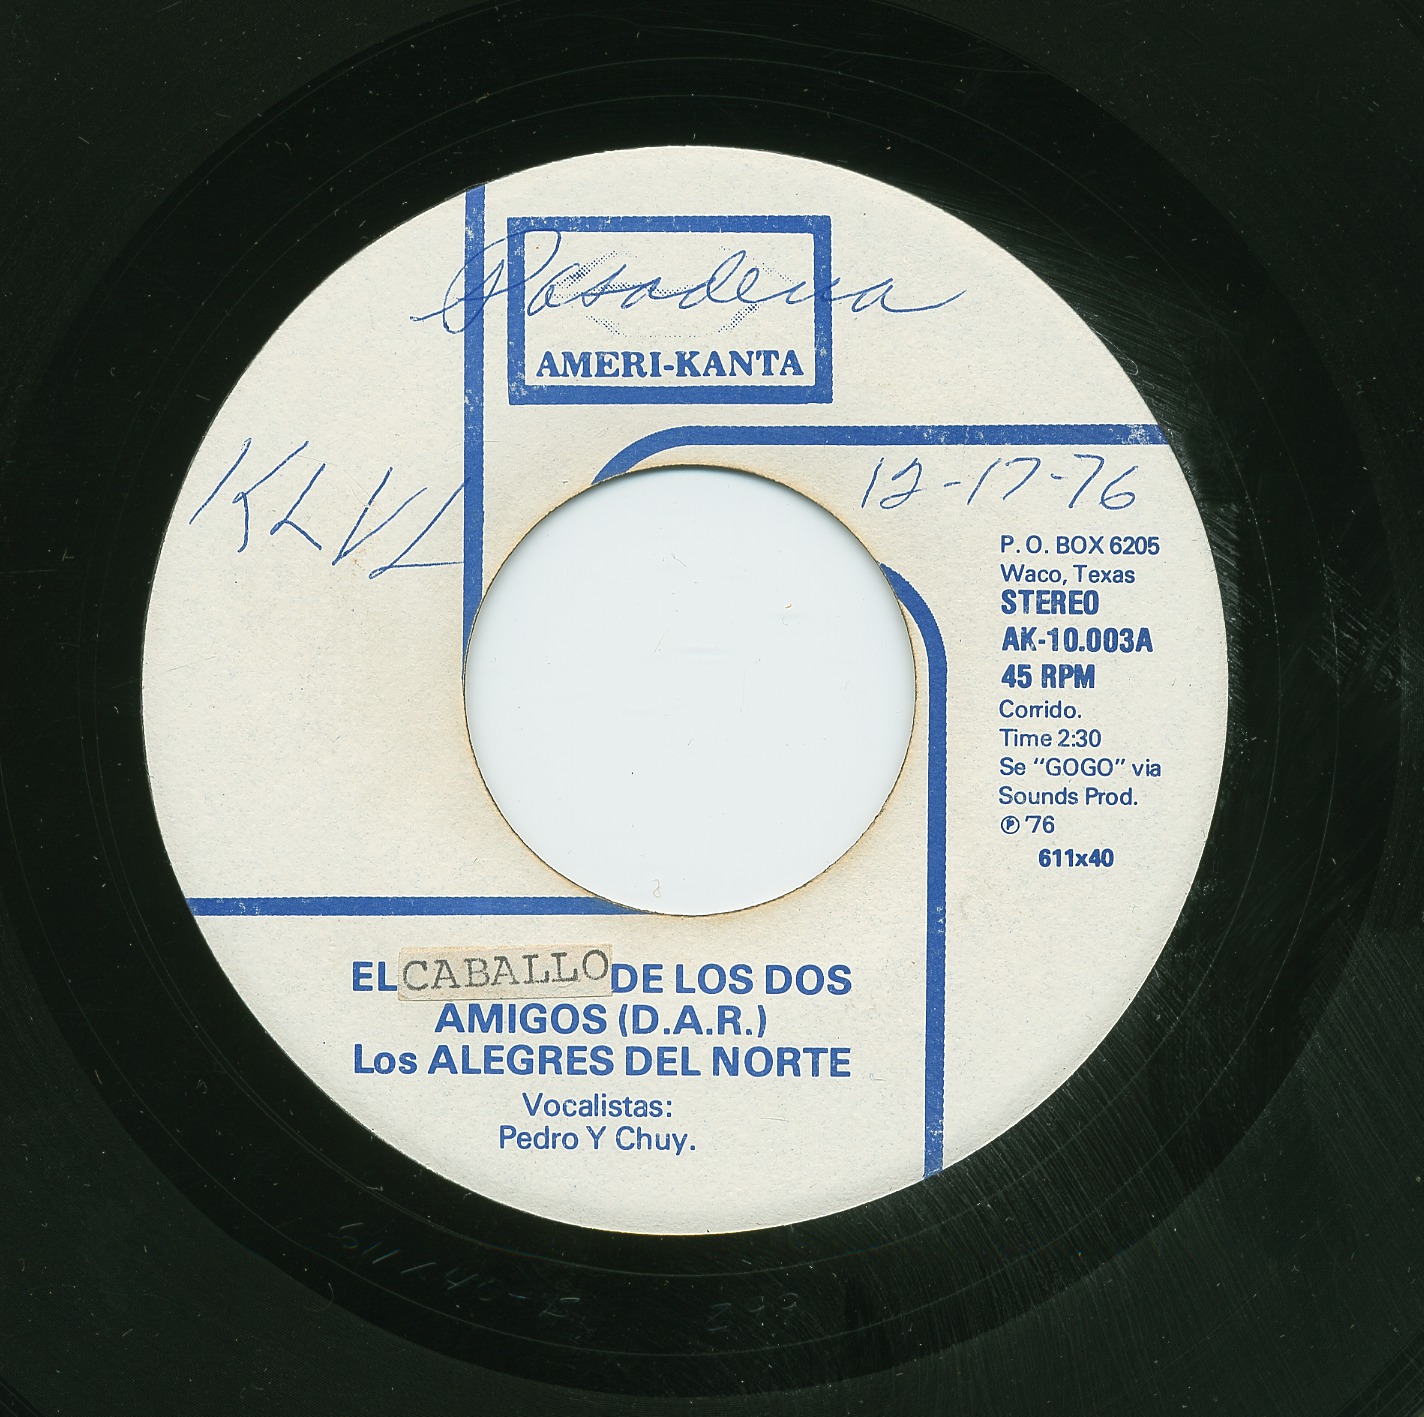 Pasadena
AMERI-KANTA
KLVL
12-17-76
P.O. BOX 6205
Waco, Texas
STEREO
AK-10.003A
45 RPM
Corrido.
Time 2:30
Se "GOGO" via
Sounds Prod.
Ⓟ '76
611x40
EL CABALLO DE LOS DOS
AMIGOS (D.A.R.)
Los ALEGRES DEL NORTE
Vocalistas:
Pedro Y Chuy.